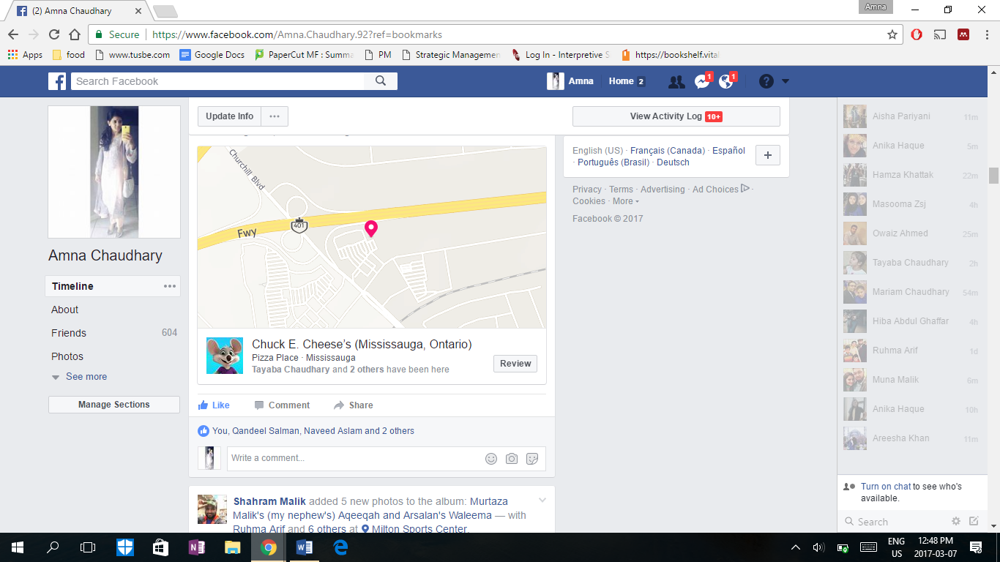 (2) Amna Chaudhary
Amna
Secure
https://www.facebook.com/Amna.Chaudhary.92?ref=bookmarks
Apps
food
www.tusbe.com
Google Docs
PaperCut MF : Summa
PM
Strategic Managemen
Log In - Interpretive S
https://bookshelf.vital
Search Facebook
Amna
Home 2
1
1
Update Info
View Activity Log 10+
Churchill Blvd
401
Fwy
Chuck E. Cheese's (Mississauga, Ontario)
Pizza Place · Mississauga
Tayaba Chaudhary and 2 others have been here
Review
Like
Comment
Share
You, Qandeel Salman, Naveed Aslam and 2 others
Write a comment...
Shahram Malik added 5 new photos to the album: Murtaza
Malik's (my nephew's) Aqeeqah and Arsalan's Waleema — with
Ruhma Arif and 6 others at Milton Sports Center.
Amna Chaudhary
Timeline
About
Friends 604
Photos
See more
Manage Sections
English (US) · Français (Canada) · Español
· Português (Brasil) · Deutsch
Privacy · Terms · Advertising · Ad Choices ·
Cookies · More
Facebook © 2017
Aisha Pariyani 11m
Anika Haque 5m
Hamza Khattak 22m
Masooma Zsj 4h
Owaiz Ahmed 25m
Tayaba Chaudhary 2h
Mariam Chaudhary 54m
Hiba Abdul Ghaffar 4h
Ruhma Arif 1d
Muna Malik 6m
Anika Haque 10h
Areesha Khan 11m
Turn on chat to see who's
available.
Search
ENG
US
12:48 PM
2017-03-07